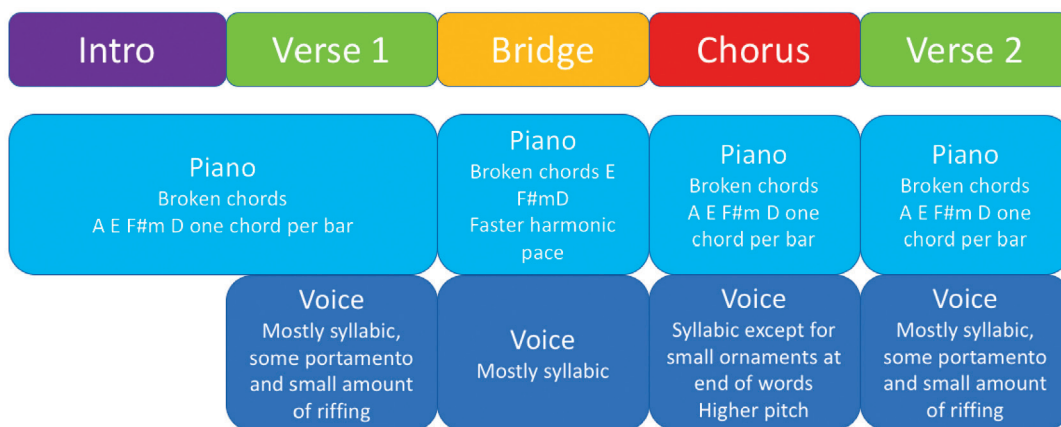 Intro
Verse 1
Bridge
Chorus
Verse 2
Piano
Broken chords
A E F#m D one chord per bar
Piano
Broken chords E
F#mD
Faster harmonic
pace
Piano
Broken chords
A E F#m D one
chord per bar
Piano
Broken chords
A E F#m D one
chord per bar
Voice
Mostly syllabic,
some portamento
and small amount
of riffing
Voice
Mostly syllabic
Voice
Syllabic except for
small ornaments at
end of words
Higher pitch
Voice
Mostly syllabic,
some portamento
and small amount
of riffing